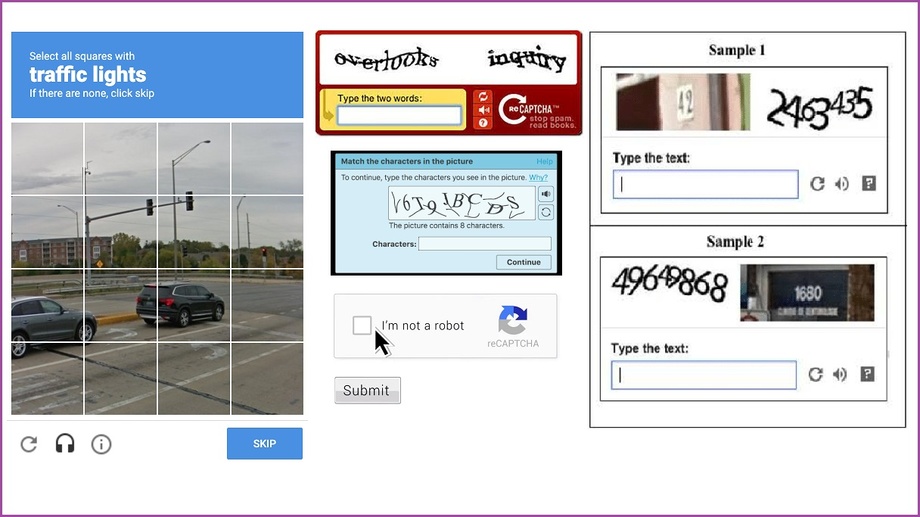 Select all squares with
traffic lights
If there are none, click skip
SKIP
overlooks inquiry
Type the two words:
?
reCAPTCHA™
stop spam.
read books.
Match the characters in the picture
Help
To continue, type the characters you see in the picture. Why?
The picture contains 8 characters.
Characters:
Continue
I'm not a robot
reCAPTCHA
Submit
Sample 1
42
2463435
Type the text:
?
Sample 2
49649868
1680
Type the text:
?